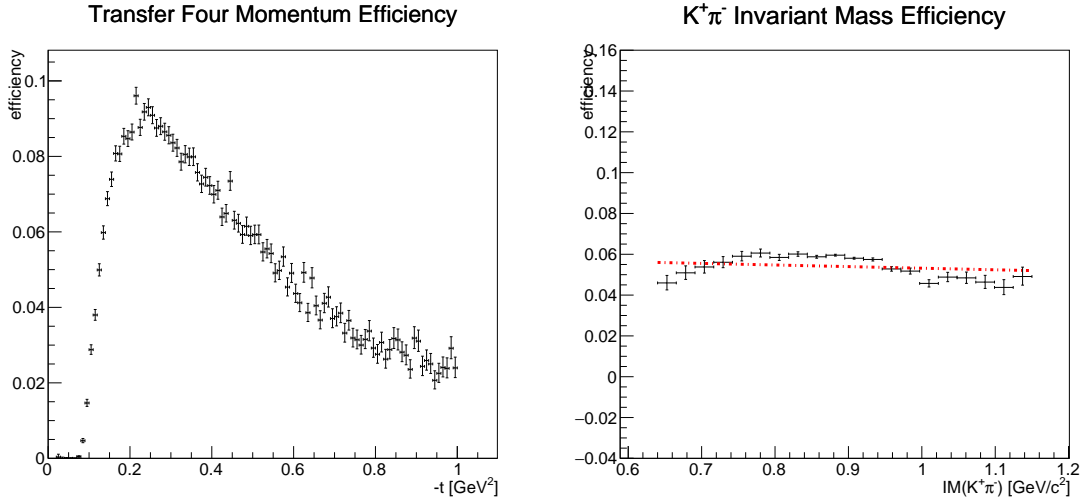 Transfer Four Momentum Efficiency
efficiency
0.1
0.08
0.06
0.04
0.02
0
0 0.2 0.4 0.6 0.8 1
-t [GeV²]
K⁺π⁻ Invariant Mass Efficiency
efficiency
0.16
0.14
0.12
0.1
0.08
0.06
0.04
0.02
0
−0.02
−0.04
0.6 0.7 0.8 0.9 1 1.1 1.2
IM(K⁺π⁻) [GeV/c²]